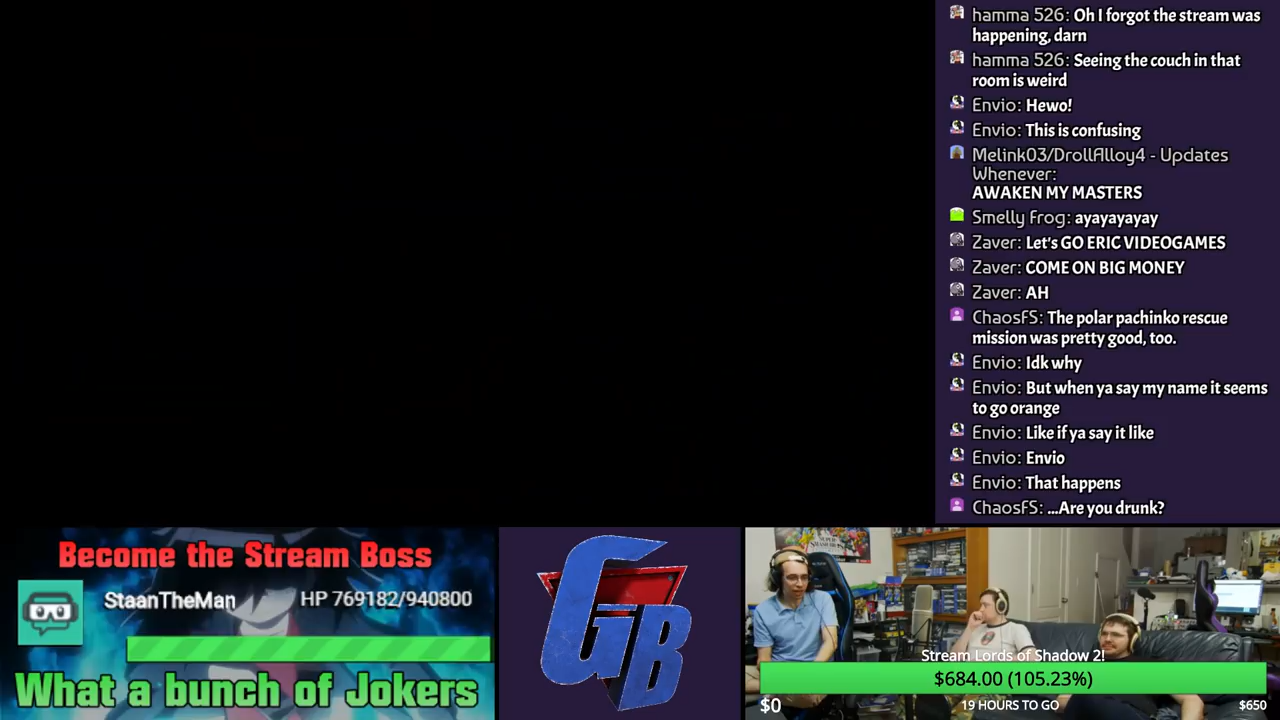 hamma 526: Oh I forgot the stream was
happening, darn
hamma 526: Seeing the couch in that
room is weird
Envio: Hewo!
Envio: This is confusing
Melink03/DrollAlloy4 - Updates
Whenever:
AWAKEN MY MASTERS
Smelly Frog: ayayayayay
Zaver: Let's GO ERIC VIDEOGAMES
Zaver: COME ON BIG MONEY
Zaver: AH
ChaosFS: The polar pachinko rescue
mission was pretty good, too.
Envio: Idk why
Envio: But when ya say my name it seems
to go orange
Envio: Like if ya say it like
Envio: Envio
Envio: That happens
ChaosFS: ...Are you drunk?
Become the Stream Boss
StaanTheMan HP 769182/940800
What a bunch of Jokers
GB
Stream Lords of Shadow 2!
$684.00 (105.23%)
$0 19 HOURS TO GO $650